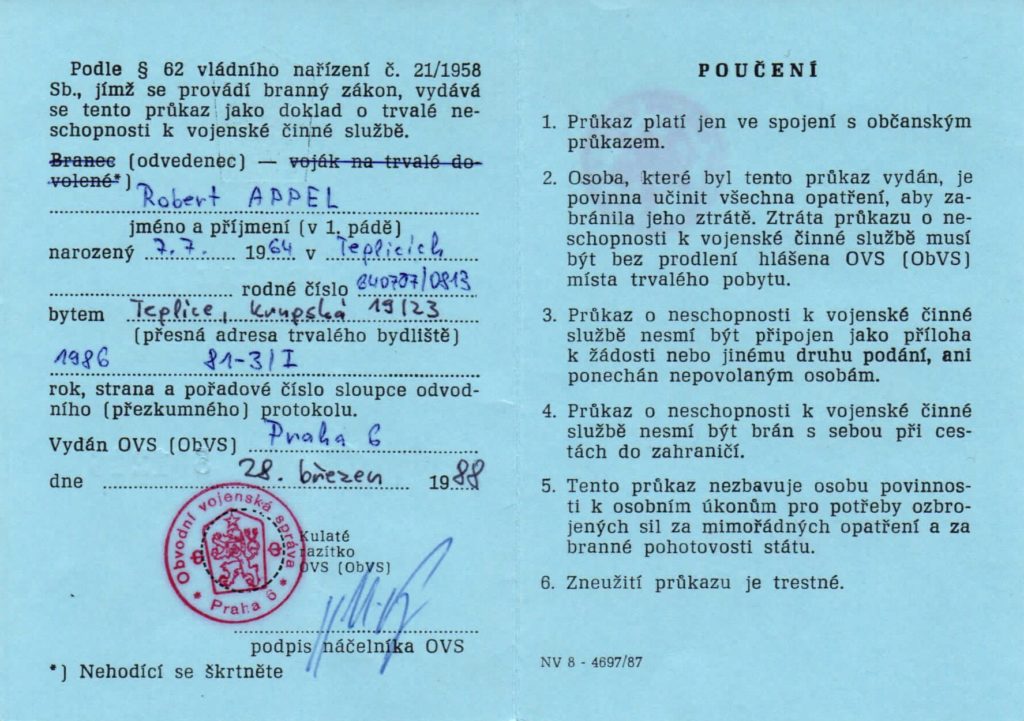 Podle § 62 vládního nařízení č. 21/1958
Sb., jímž se provádí branný zákon, vydává
se tento průkaz jako doklad o trvalé ne-
schopnosti k vojenské činné službě.
Branec (odvedenec) — voják na trvalé do-
volené*)
Robert APPEL
jméno a příjmení (v 1. pádě)
narozený 7.7. 1964 v Teplicích
rodné číslo 640707/0813
bytem Teplice, Krupská 19/23
(přesná adresa trvalého bydliště)
1986 81-3/I
rok, strana a pořadové číslo sloupce odvod-
ního (přezkumného) protokolu.
Vydán OVS (ObVS) Praha 6
dne 28. březen 1988
Obvodní vojenská správa
Praha 6
Kulaté
razítko
OVS (ObVS)
podpis náčelníka OVS
*) Nehodící se škrtněte
POUČENÍ
1. Průkaz platí jen ve spojení s občanským
průkazem.
2. Osoba, které byl tento průkaz vydán, je
povinna učinit všechna opatření, aby za-
bránila jeho ztrátě. Ztráta průkazu o ne-
schopnosti k vojenské činné službě musí
být bez prodlení hlášena OVS (ObVS)
místa trvalého pobytu.
3. Průkaz o neschopnosti k vojenské činné
službě nesmí být připojen jako příloha
k žádosti nebo jinému druhu podání, ani
ponechán nepovolaným osobám.
4. Průkaz o neschopnosti k vojenské činné
službě nesmí být brán s sebou při ces-
tách do zahraničí.
5. Tento průkaz nezbavuje osobu povinnos-
ti k osobním úkonům pro potřeby ozbro-
jených sil za mimořádných opatření a za
branné pohotovosti státu.
6. Zneužití průkazu je trestné.
NV 8 - 4697/87